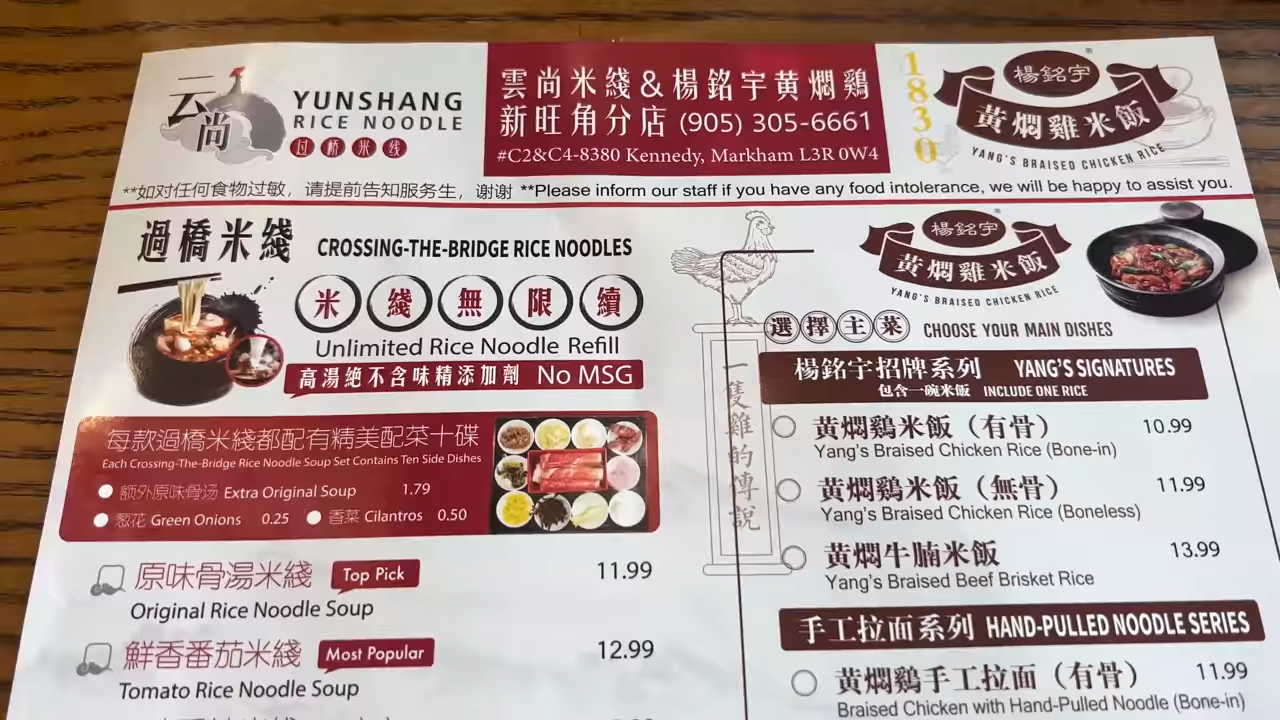 云尚
YUNSHANG
RICE NOODLE
过桥米线
雲尚米綫&楊銘宇黄燜鷄
新旺角分店 (905) 305-6661
#C2&C4-8380 Kennedy, Markham L3R 0W4
1830
楊銘宇
黄燜雞米飯
YANG'S BRAISED CHICKEN RICE
**如对任何食物过敏，请提前告知服务生，谢谢 **Please inform our staff if you have any food intolerance, we will be happy to assist you.
過橋米綫 CROSSING-THE-BRIDGE RICE NOODLES
米綫無限續
Unlimited Rice Noodle Refill
高湯絶不含味精添加劑 No MSG
每款過橋米綫都配有精美配菜十碟
Each Crossing-The-Bridge Rice Noodle Soup Set Contains Ten Side Dishes
额外原味骨汤 Extra Original Soup 1.79
葱花 Green Onions 0.25 香菜 Cilantros 0.50
原味骨湯米綫 Top Pick 11.99
Original Rice Noodle Soup
鮮香番茄米綫 Most Popular 12.99
Tomato Rice Noodle Soup
一隻雞的傳説
楊銘宇
黄燜雞米飯
YANG'S BRAISED CHICKEN RICE
選擇主菜 CHOOSE YOUR MAIN DISHES
楊銘宇招牌系列 YANG'S SIGNATURES
包含一碗米飯 INCLUDE ONE RICE
黄燜鷄米飯（有骨） 10.99
Yang's Braised Chicken Rice (Bone-in)
黄燜鷄米飯（無骨） 11.99
Yang's Braised Chicken Rice (Boneless)
黄燜牛腩米飯 13.99
Yang's Braised Beef Brisket Rice
手工拉面系列 HAND-PULLED NOODLE SERIES
黄燜鷄手工拉面（有骨） 11.99
Braised Chicken with Hand-Pulled Noodle (Bone-in)